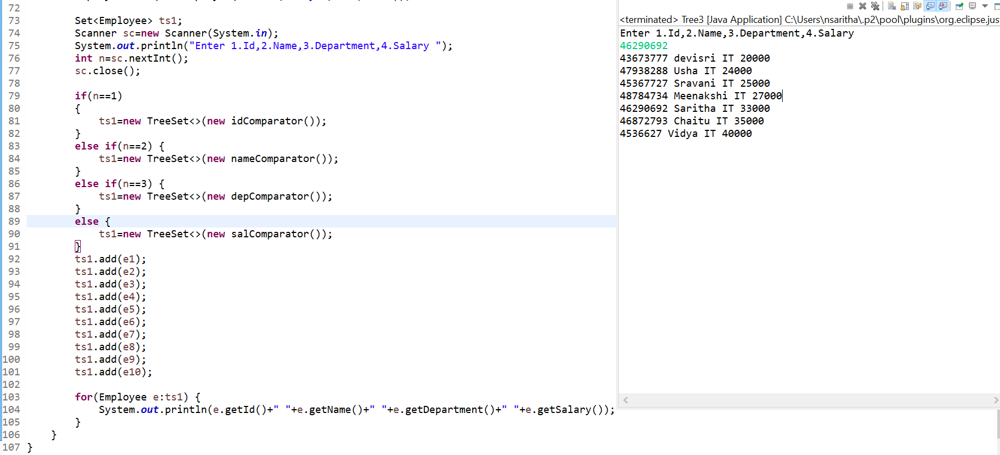 72
73 Set<Employee> ts1;
74 Scanner sc=new Scanner(System.in);
75 System.out.println("Enter 1.Id,2.Name,3.Department,4.Salary ");
76 int n=sc.nextInt();
77 sc.close();
78
79 if(n==1)
80 {
81 ts1=new TreeSet<>(new idComparator());
82 }
83 else if(n==2) {
84 ts1=new TreeSet<>(new nameComparator());
85 }
86 else if(n==3) {
87 ts1=new TreeSet<>(new depComparator());
88 }
89 else {
90 ts1=new TreeSet<>(new salComparator());
91 }
92 ts1.add(e1);
93 ts1.add(e2);
94 ts1.add(e3);
95 ts1.add(e4);
96 ts1.add(e5);
97 ts1.add(e6);
98 ts1.add(e7);
99 ts1.add(e8);
100 ts1.add(e9);
101 ts1.add(e10);
102
103 for(Employee e:ts1) {
104 System.out.println(e.getId()+" "+e.getName()+" "+e.getDepartment()+" "+e.getSalary());
105 }
106 }
107 }
<terminated> Tree3 [Java Application] C:\Users\nsaritha\.p2\pool\plugins\org.eclipse.jus
Enter 1.Id,2.Name,3.Department,4.Salary
46290692
43673777 devisri IT 20000
47938288 Usha IT 24000
45367727 Sravani IT 25000
48784734 Meenakshi IT 27000
46290692 Saritha IT 33000
46872793 Chaitu IT 35000
4536627 Vidya IT 40000